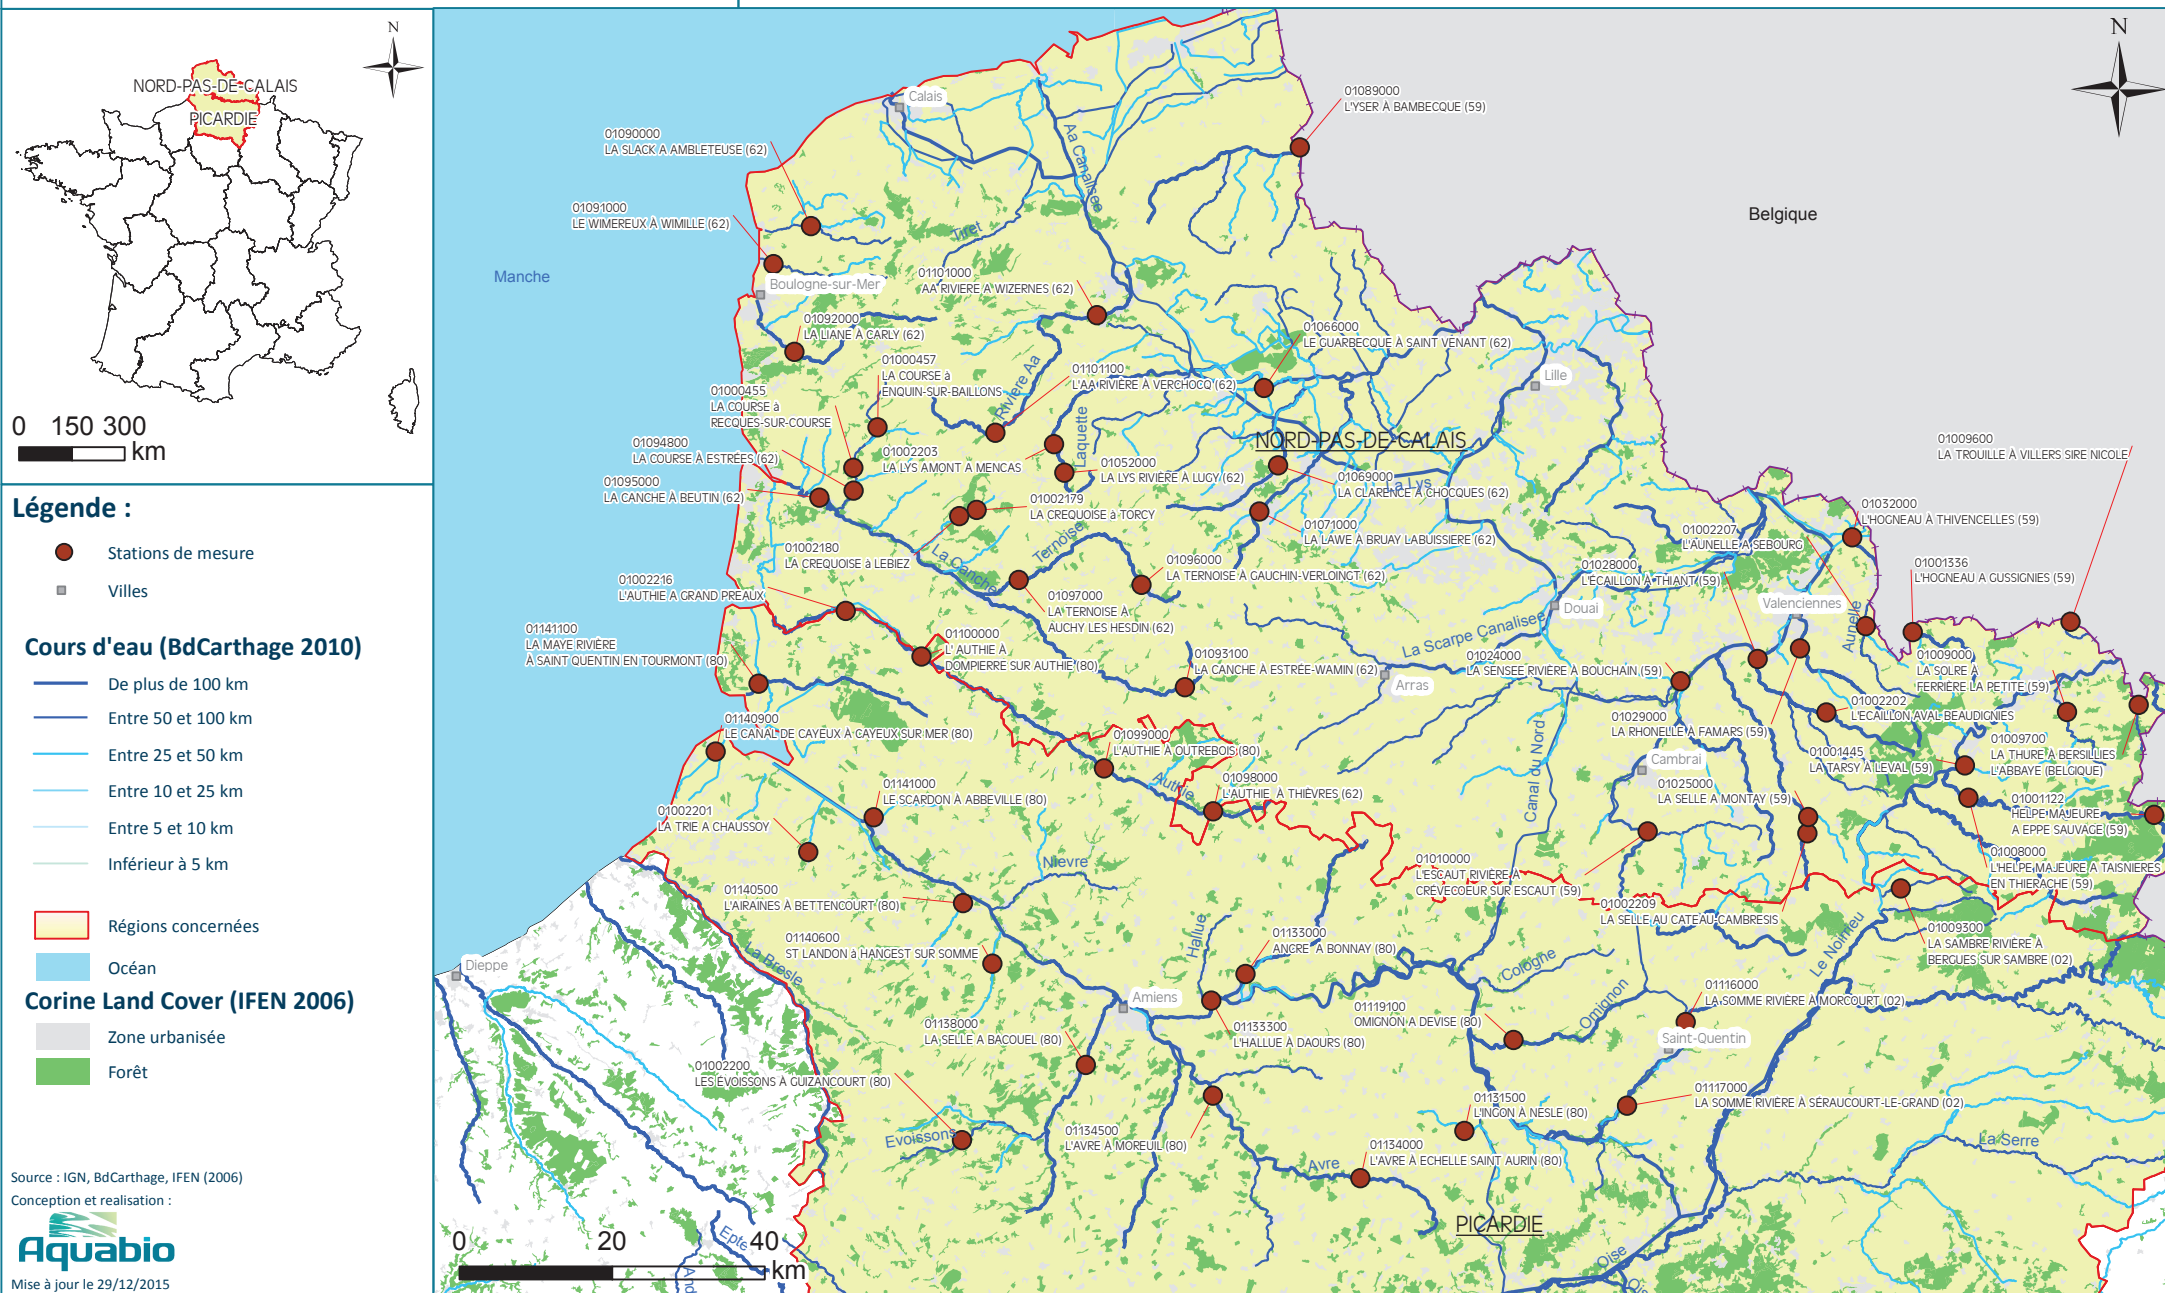 N
NORD-PAS-DE-CALAIS
PICARDIE
0 150 300
km
Légende :
Stations de mesure
Villes
Cours d'eau (BdCarthage 2010)
De plus de 100 km
Entre 50 et 100 km
Entre 25 et 50 km
Entre 10 et 25 km
Entre 5 et 10 km
Inférieur à 5 km
Régions concernées
Océan
Corine Land Cover (IFEN 2006)
Zone urbanisée
Forêt
Source : IGN, BdCarthage, IFEN (2006)
Conception et realisation :
Aquabio
Mise à jour le 29/12/2015
N
Belgique
Manche
Calais
01089000
L'YSER À BAMBECQUE (59)
01090000
LA SLACK A AMBLETEUSE (62)
Aa Canalisee
01091000
LE WIMEREUX À WIMILLE (62)
Tiret
Boulogne-sur-Mer
01101000
AA RIVIERE A WIZERNES (62)
01092000
LA LIANE À CARLY (62)
01066000
LE GUARBECQUE À SAINT VENANT (62)
01000457
LA COURSE à
ENQUIN-SUR-BAILLONS
Riviere Aa
01101100
L'AA RIVIÈRE À VERCHOCQ (62)
Lille
01000455
LA COURSE à
RECQUES-SUR-COURSE
Laquette
NORD-PAS-DE-CALAIS
01094800
LA COURSE À ESTRÉES (62)
01002203
LA LYS AMONT A MENCAS
01052000
LA LYS RIVIÈRE À LUGY (62)
01069000
LA CLARENCE À CHOCQUES (62)
La Lys
01009600
LA TROUILLE À VILLERS SIRE NICOLE
01095000
LA CANCHE À BEUTIN (62)
01002179
LA CREQUOISE à TORCY
01071000
LA LAWE À BRUAY LABUISSIERE (62)
01032000
L'HOGNEAU À THIVENCELLES (59)
01002207
L'AUNELLE A SEBOURG
01002180
LA CREQUOISE à LEBIEZ
La Canche
Ternoise
01096000
LA TERNOISE À GAUCHIN-VERLOINGT (62)
01028000
L'ÉCAILLON À THIANT (59)
01001336
L'HOGNEAU A GUSSIGNIES (59)
01002216
L'AUTHIE A GRAND PREAUX
01097000
LA TERNOISE À
AUCHY LES HESDIN (62)
Douai
Valenciennes
Aunelle
01141100
LA MAYE RIVIÈRE
À SAINT QUENTIN EN TOURMONT (80)
01100000
L' AUTHIE À
DOMPIERRE SUR AUTHIE (80)
La Scarpe Canalisee
01093100
LA CANCHE À ESTRÉE-WAMIN (62)
Arras
01024000
LA SENSEE RIVIÈRE À BOUCHAIN (59)
01009000
LA SOLRE À
FERRIÈRE LA PETITE (59)
01002202
L'ECAILLON AVAL BEAUDIGNIES
01140900
LE CANAL DE CAYEUX À CAYEUX SUR MER (80)
01099000
L'AUTHIE À OUTREBOIS (80)
Canal du Nord
01029000
LA RHONELLE À FAMARS (59)
01009700
LA THURE À BERSILLIES
L'ABBAYE (BELGIQUE)
01001445
LA TARSY À LEVAL (59)
Cambrai
Authie
01098000
L'AUTHIE À THIÈVRES (62)
01141000
LE SCARDON À ABBEVILLE (80)
01025000
LA SELLE A MONTAY (59)
01001122
HELPE MAJEURE
A EPPE SAUVAGE (59)
01002201
LA TRIE A CHAUSSOY
Nievre
01010000
L'ESCAUT RIVIÈRE À
CRÈVECOEUR SUR ESCAUT (59)
01008000
L'HELPE MAJEURE A TAISNIERES
EN THIERACHE (59)
01140500
L'AIRAINES À BETTENCOURT (80)
01002209
LA SELLE AU CATEAU-CAMBRESIS
Le Noirrieu
01009300
LA SAMBRE RIVIÈRE À
BERGUES SUR SAMBRE (02)
01140600
ST LANDON à HANGEST SUR SOMME
La Bresle
Hallue
01133000
ANCRE A BONNAY (80)
Cologne
Dieppe
Omignon
01116000
LA SOMME RIVIÈRE À MORCOURT (02)
Amiens
01119100
OMIGNON A DEVISE (80)
01138000
LA SELLE A BACOUEL (80)
01133300
L'HALLUE À DAOURS (80)
Saint-Quentin
01002200
LES ÉVOISSONS À GUIZANCOURT (80)
01117000
LA SOMME RIVIÈRE À SÉRAUCOURT-LE-GRAND (02)
01131500
L'INGON À NESLE (80)
Evoissons
01134500
L'AVRE À MOREUIL (80)
01134000
L'AVRE À ECHELLE SAINT AURIN (80)
Avre
La Serre
PICARDIE
Epte
Oise
0 20 40
km